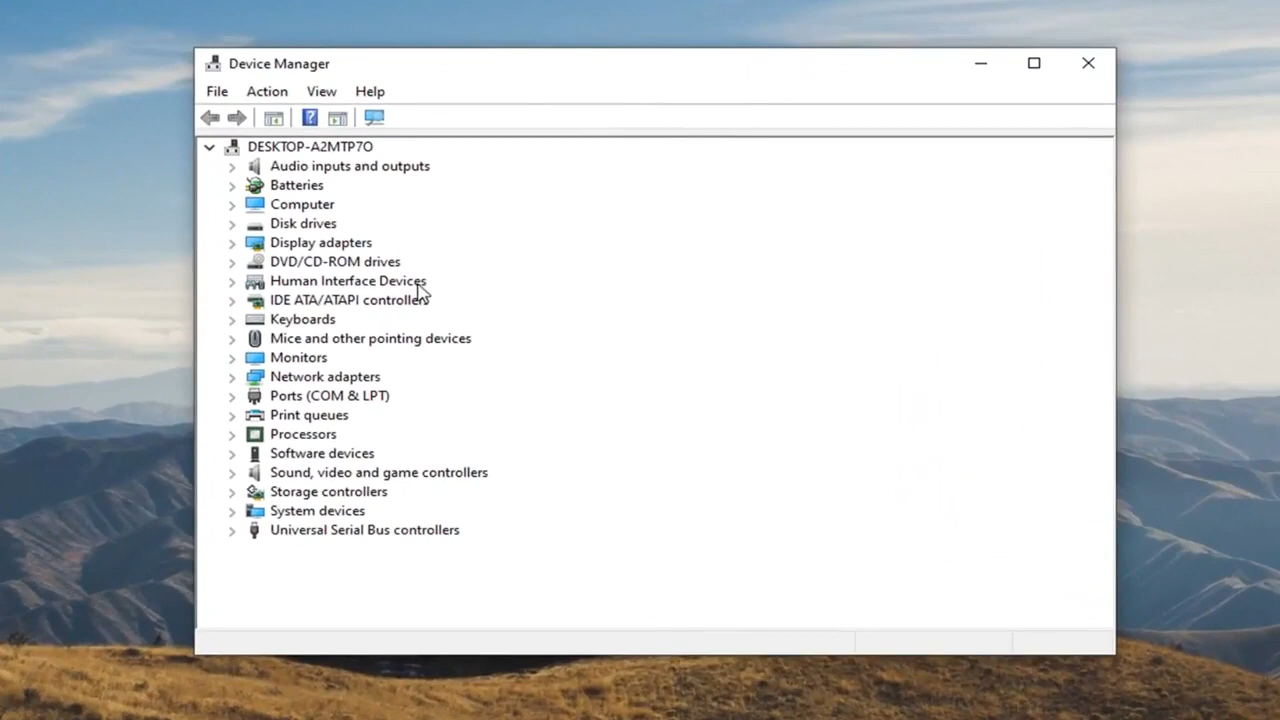 Device Manager
File Action View Help
DESKTOP-A2MTP7O
Audio inputs and outputs
Batteries
Computer
Disk drives
Display adapters
DVD/CD-ROM drives
Human Interface Devices
IDE ATA/ATAPI controllers
Keyboards
Mice and other pointing devices
Monitors
Network adapters
Ports (COM & LPT)
Print queues
Processors
Software devices
Sound, video and game controllers
Storage controllers
System devices
Universal Serial Bus controllers